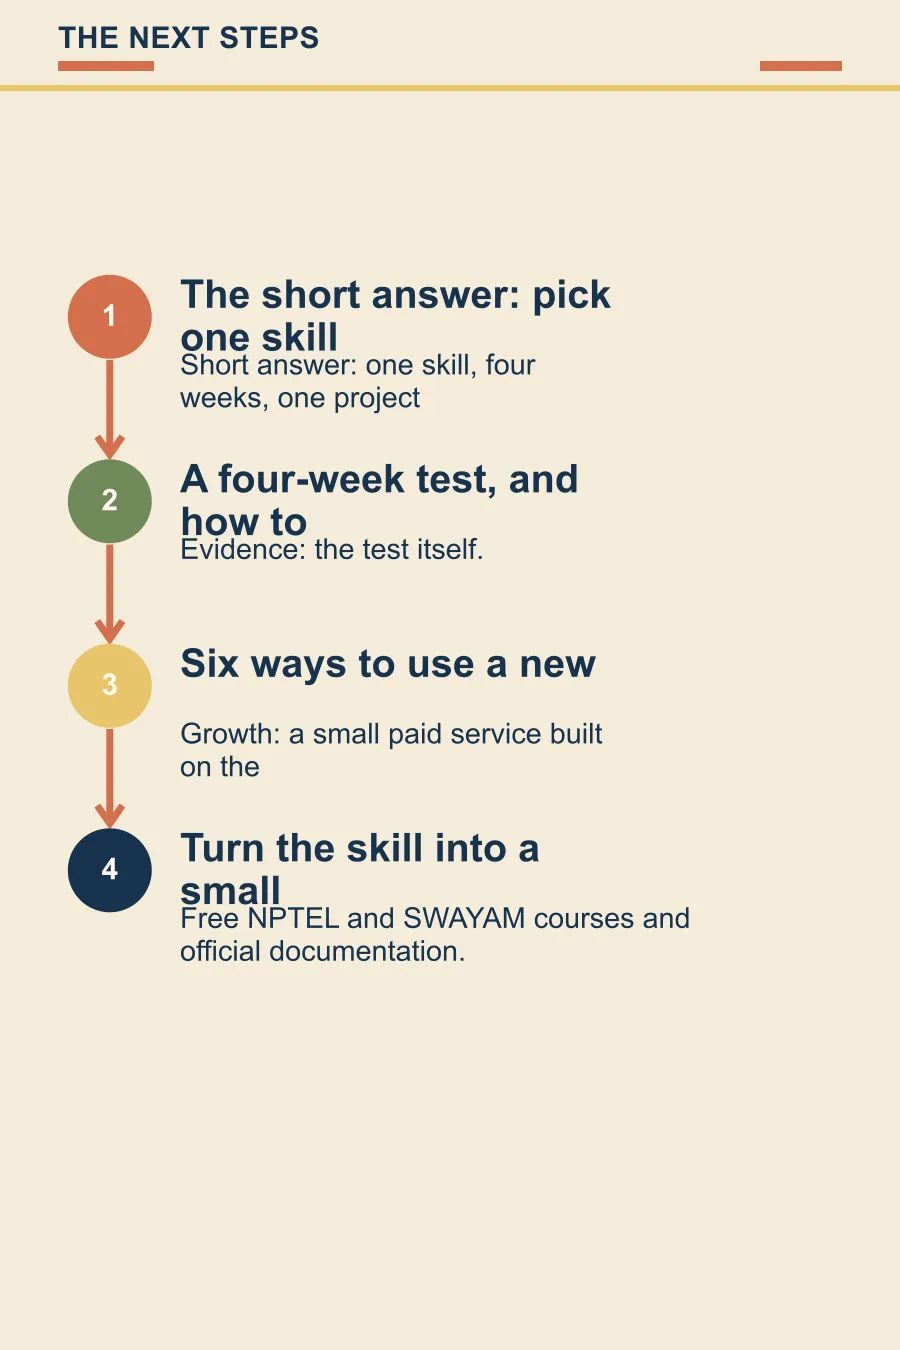 THE NEXT STEPS
1
The short answer: pick
one skill
Short answer: one skill, four
weeks, one project
2
A four-week test, and
how to
Evidence: the test itself.
3
Six ways to use a new
Growth: a small paid service built
on the
4
Turn the skill into a
small
Free NPTEL and SWAYAM courses and
official documentation.